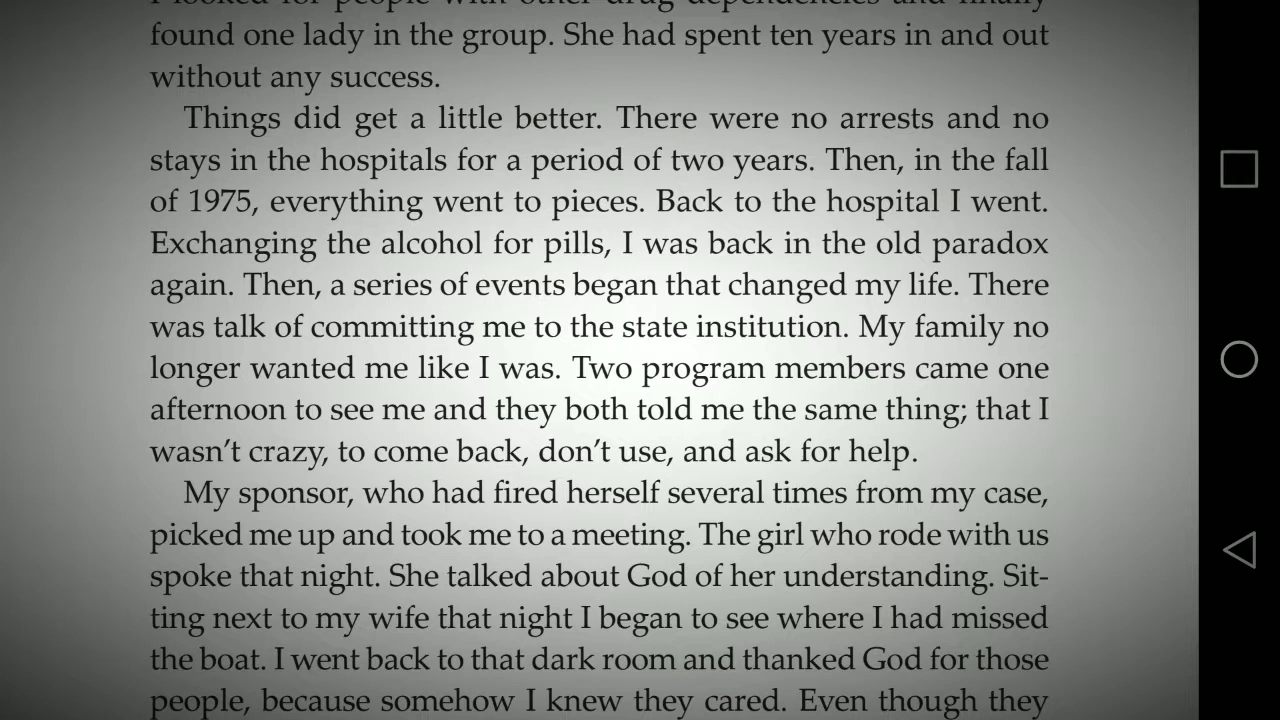 I looked for people with other drug dependencies and finally
found one lady in the group. She had spent ten years in and out
without any success.
Things did get a little better. There were no arrests and no
stays in the hospitals for a period of two years. Then, in the fall
of 1975, everything went to pieces. Back to the hospital I went.
Exchanging the alcohol for pills, I was back in the old paradox
again. Then, a series of events began that changed my life. There
was talk of committing me to the state institution. My family no
longer wanted me like I was. Two program members came one
afternoon to see me and they both told me the same thing; that I
wasn't crazy, to come back, don't use, and ask for help.
My sponsor, who had fired herself several times from my case,
picked me up and took me to a meeting. The girl who rode with us
spoke that night. She talked about God of her understanding. Sit-
ting next to my wife that night I began to see where I had missed
the boat. I went back to that dark room and thanked God for those
people, because somehow I knew they cared. Even though they